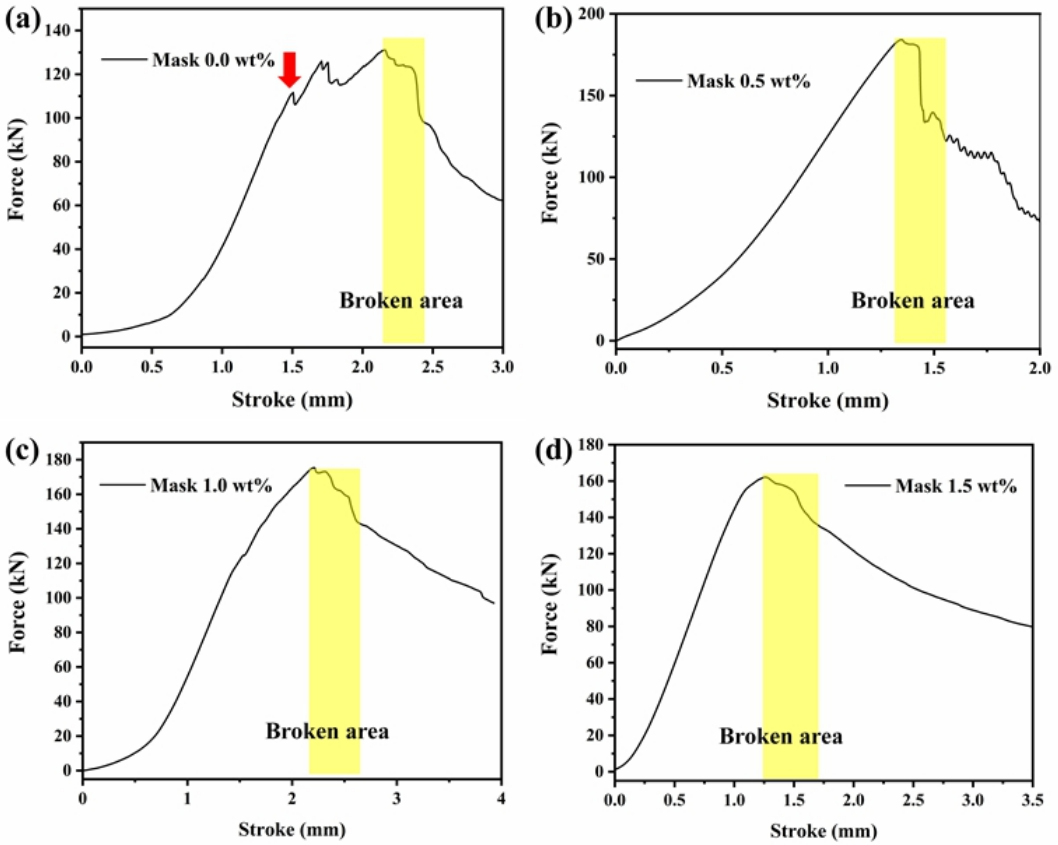 (a)
140
120
100
80
60
40
20
0
Force (kN)
Mask 0.0 wt%
Broken area
0.0 0.5 1.0 1.5 2.0 2.5 3.0
Stroke (mm)
(b)
200
150
100
50
0
Force (kN)
Mask 0.5 wt%
Broken area
0.0 0.5 1.0 1.5 2.0
Stroke (mm)
(c)
180
160
140
120
100
80
60
40
20
0
Force (kN)
Mask 1.0 wt%
Broken area
0 1 2 3 4
Stroke (mm)
(d)
180
160
140
120
100
80
60
40
20
0
Force (kN)
Mask 1.5 wt%
Broken area
0.0 0.5 1.0 1.5 2.0 2.5 3.0 3.5
Stroke (mm)